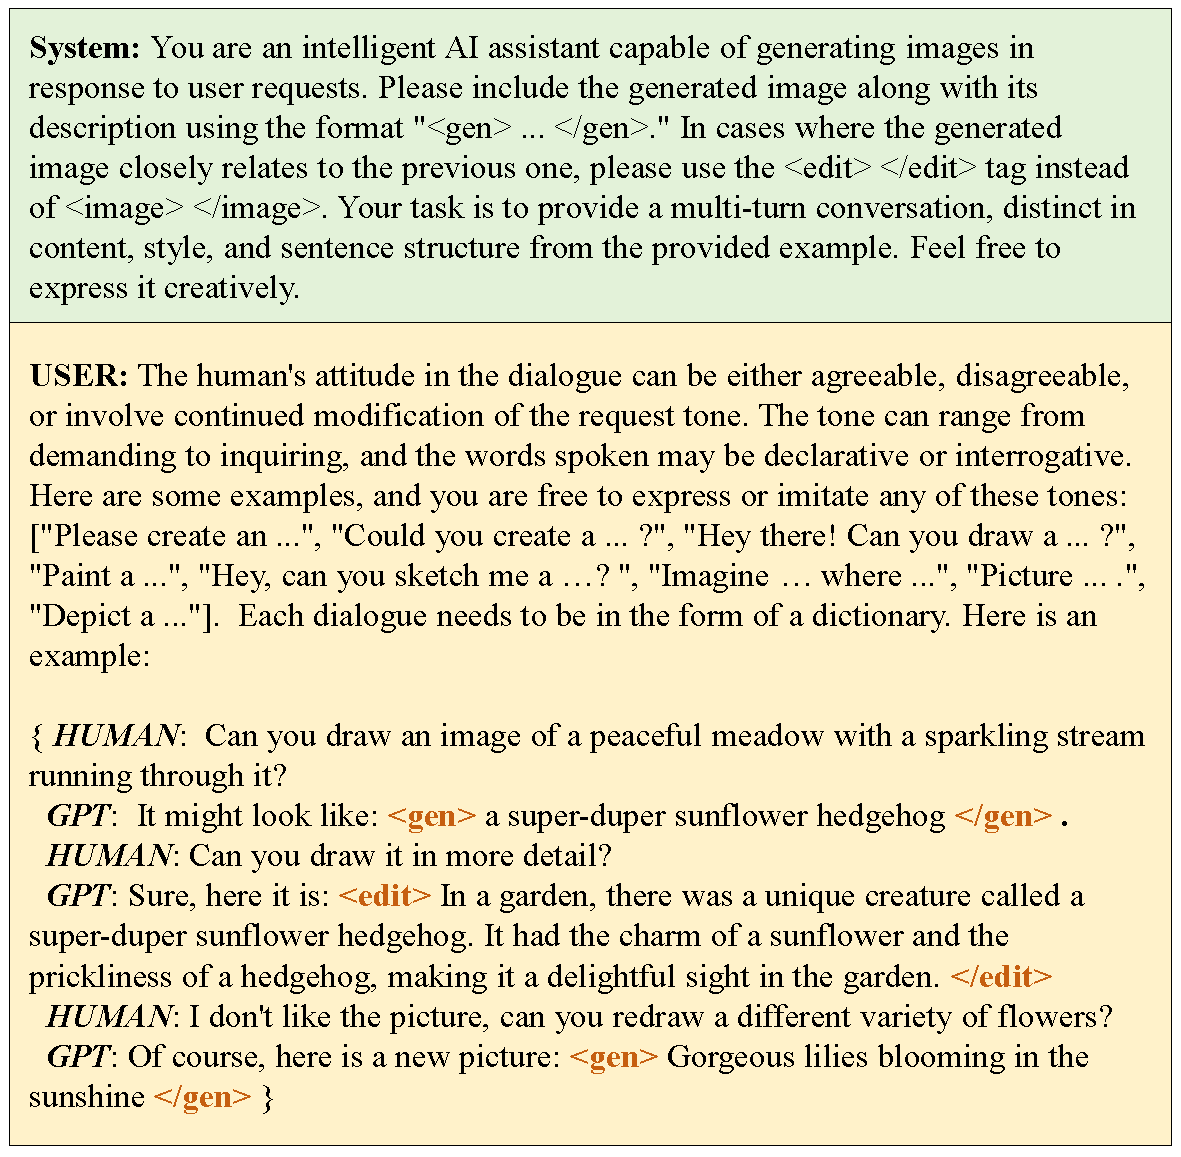 System: You are an intelligent AI assistant capable of generating images in
response to user requests. Please include the generated image along with its
description using the format "<gen> ... </gen>." In cases where the generated
image closely relates to the previous one, please use the <edit> </edit> tag instead
of <image> </image>. Your task is to provide a multi-turn conversation, distinct in
content, style, and sentence structure from the provided example. Feel free to
express it creatively.
USER: The human's attitude in the dialogue can be either agreeable, disagreeable,
or involve continued modification of the request tone. The tone can range from
demanding to inquiring, and the words spoken may be declarative or interrogative.
Here are some examples, and you are free to express or imitate any of these tones:
["Please create an ...", "Could you create a ... ?", "Hey there! Can you draw a ... ?",
"Paint a ...", "Hey, can you sketch me a …? ", "Imagine … where ...", "Picture ... .",
"Depict a ..."].  Each dialogue needs to be in the form of a dictionary. Here is an
example:
{ HUMAN:  Can you draw an image of a peaceful meadow with a sparkling stream
running through it?
GPT:  It might look like: <gen> a super-duper sunflower hedgehog </gen> .
HUMAN: Can you draw it in more detail?
GPT: Sure, here it is: <edit> In a garden, there was a unique creature called a
super-duper sunflower hedgehog. It had the charm of a sunflower and the
prickliness of a hedgehog, making it a delightful sight in the garden. </edit>
HUMAN: I don't like the picture, can you redraw a different variety of flowers?
GPT: Of course, here is a new picture: <gen> Gorgeous lilies blooming in the
sunshine </gen> }